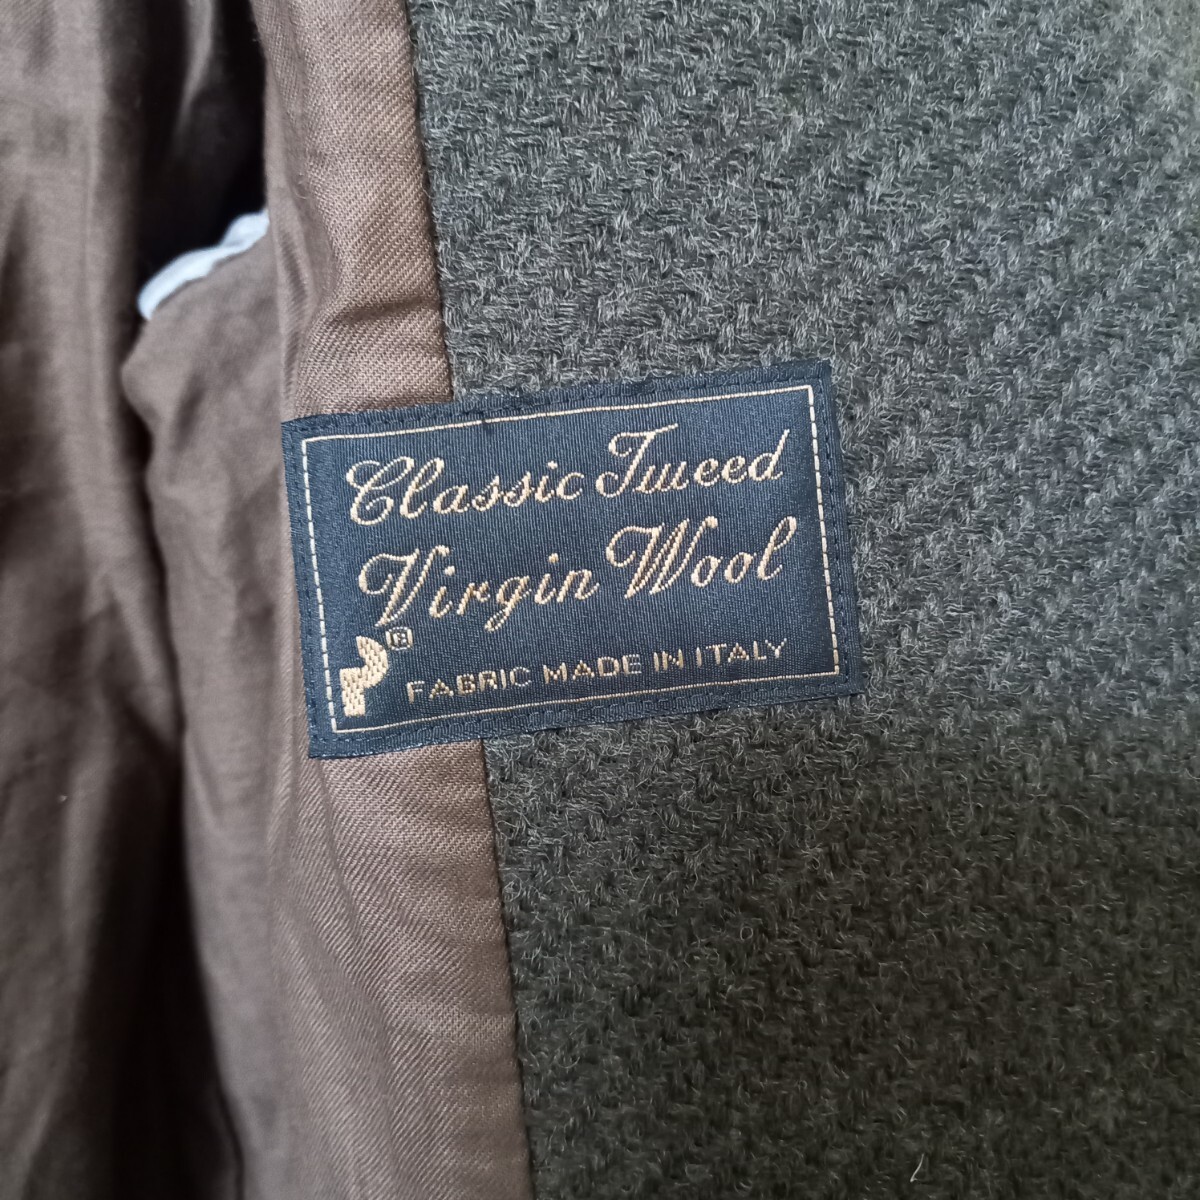 Classic Tweed
Virgin Wool
®
FABRIC MADE IN ITALY